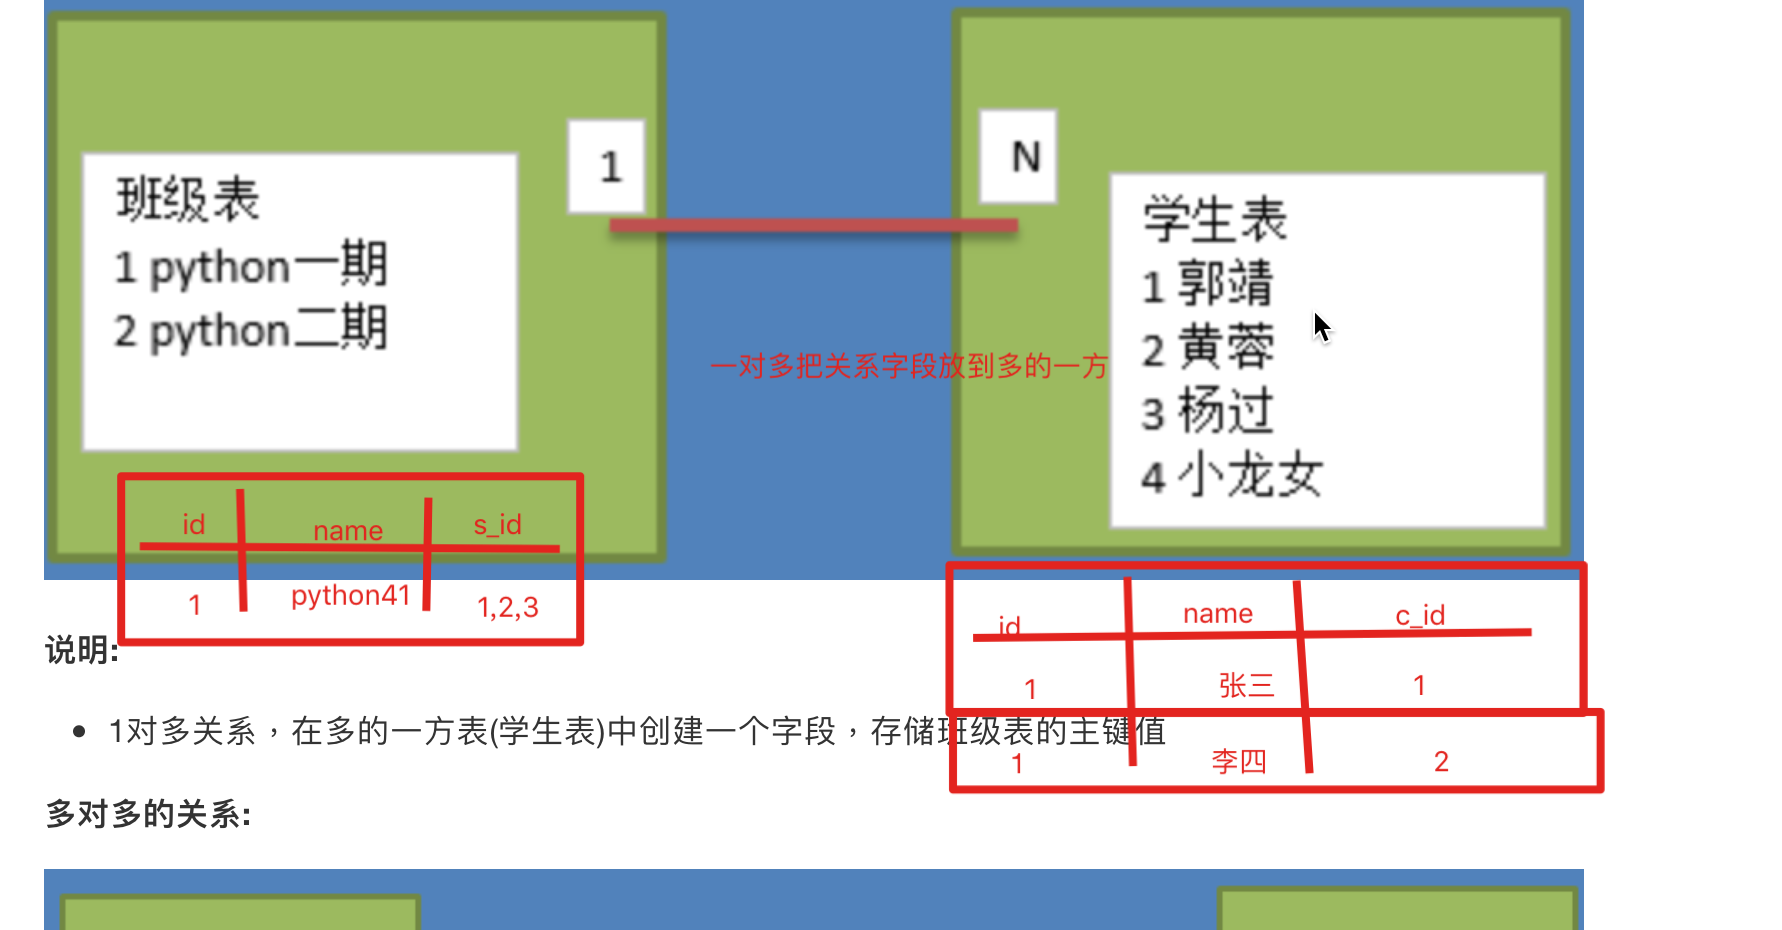 班级表
1 python一期
2 python二期
1
N
学生表
1 郭靖
2 黄蓉
3 杨过
4 小龙女
一对多把关系字段放到多的一方
id name s_id
1 python41 1,2,3
id name c_id
1 张三 1
1 李四 2
说明:
1对多关系，在多的一方表(学生表)中创建一个字段，存储班级表的主键值
多对多的关系: